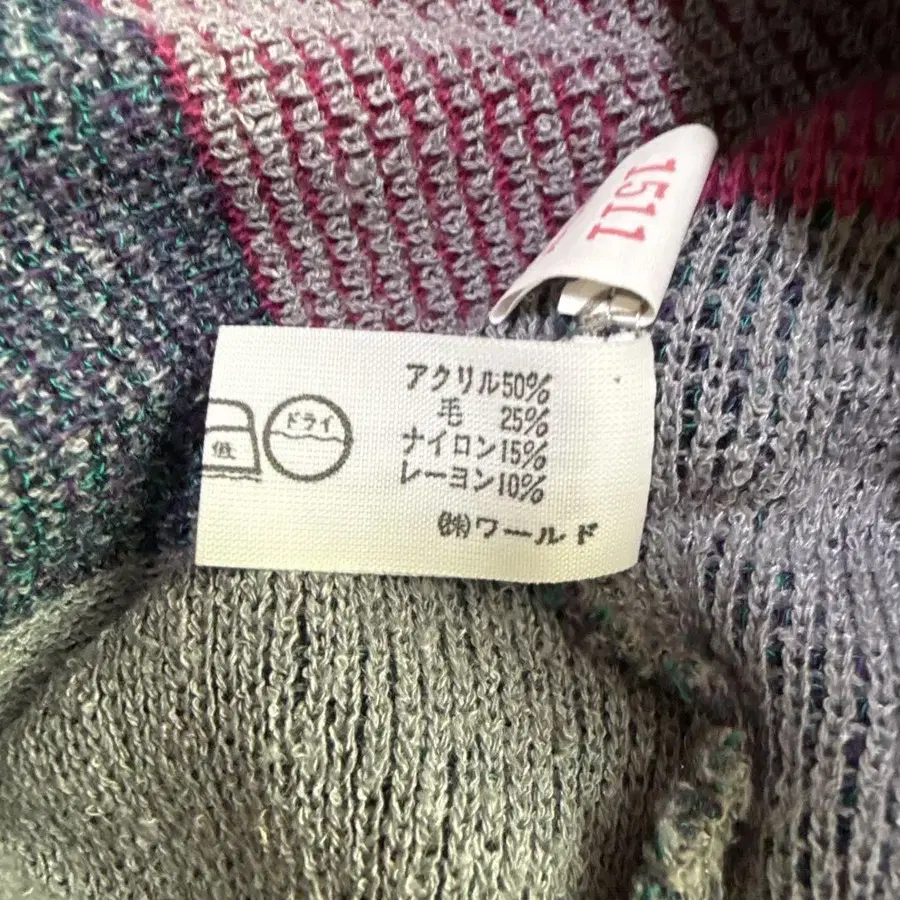 1511
低
ドライ
アクリル50%
毛 25%
ナイロン15%
レーヨン10%
㈱ワールド